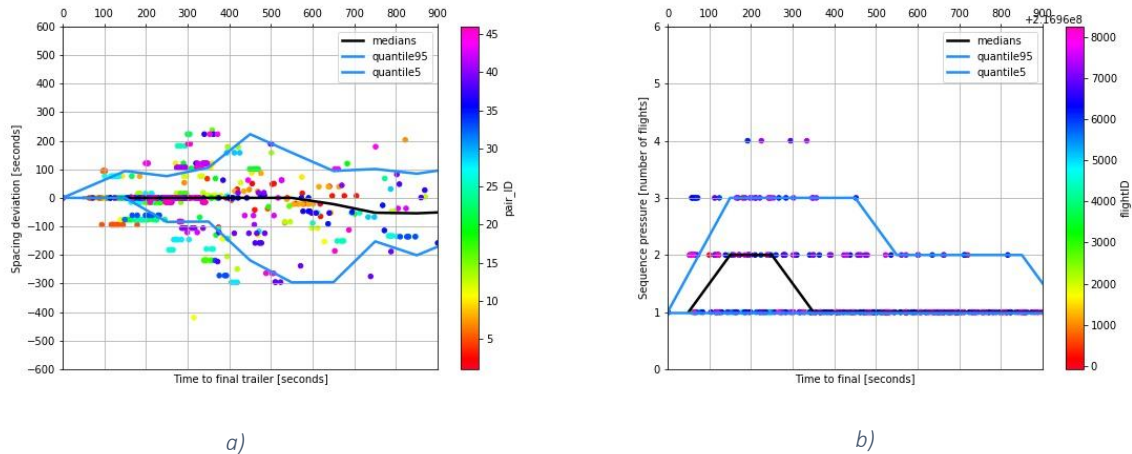 0 100 200 300 400 500 600 700 800 900
600
500
400
300
200
100
0
−100
−200
−300
−400
−500
−600
Spacing deviation [seconds]
medians
quantile95
quantile5
Time to final trailer [seconds]
45
40
35
30
25
20
15
10
5
pair_ID
a)
0 100 200 300 400 500 600 700 800 900
6
5
4
3
2
1
0
Sequence pressure [number of flights]
medians
quantile95
quantile5
Time to final [seconds]
+2.1696e8
8000
7000
6000
5000
4000
3000
2000
1000
0
flightID
b)